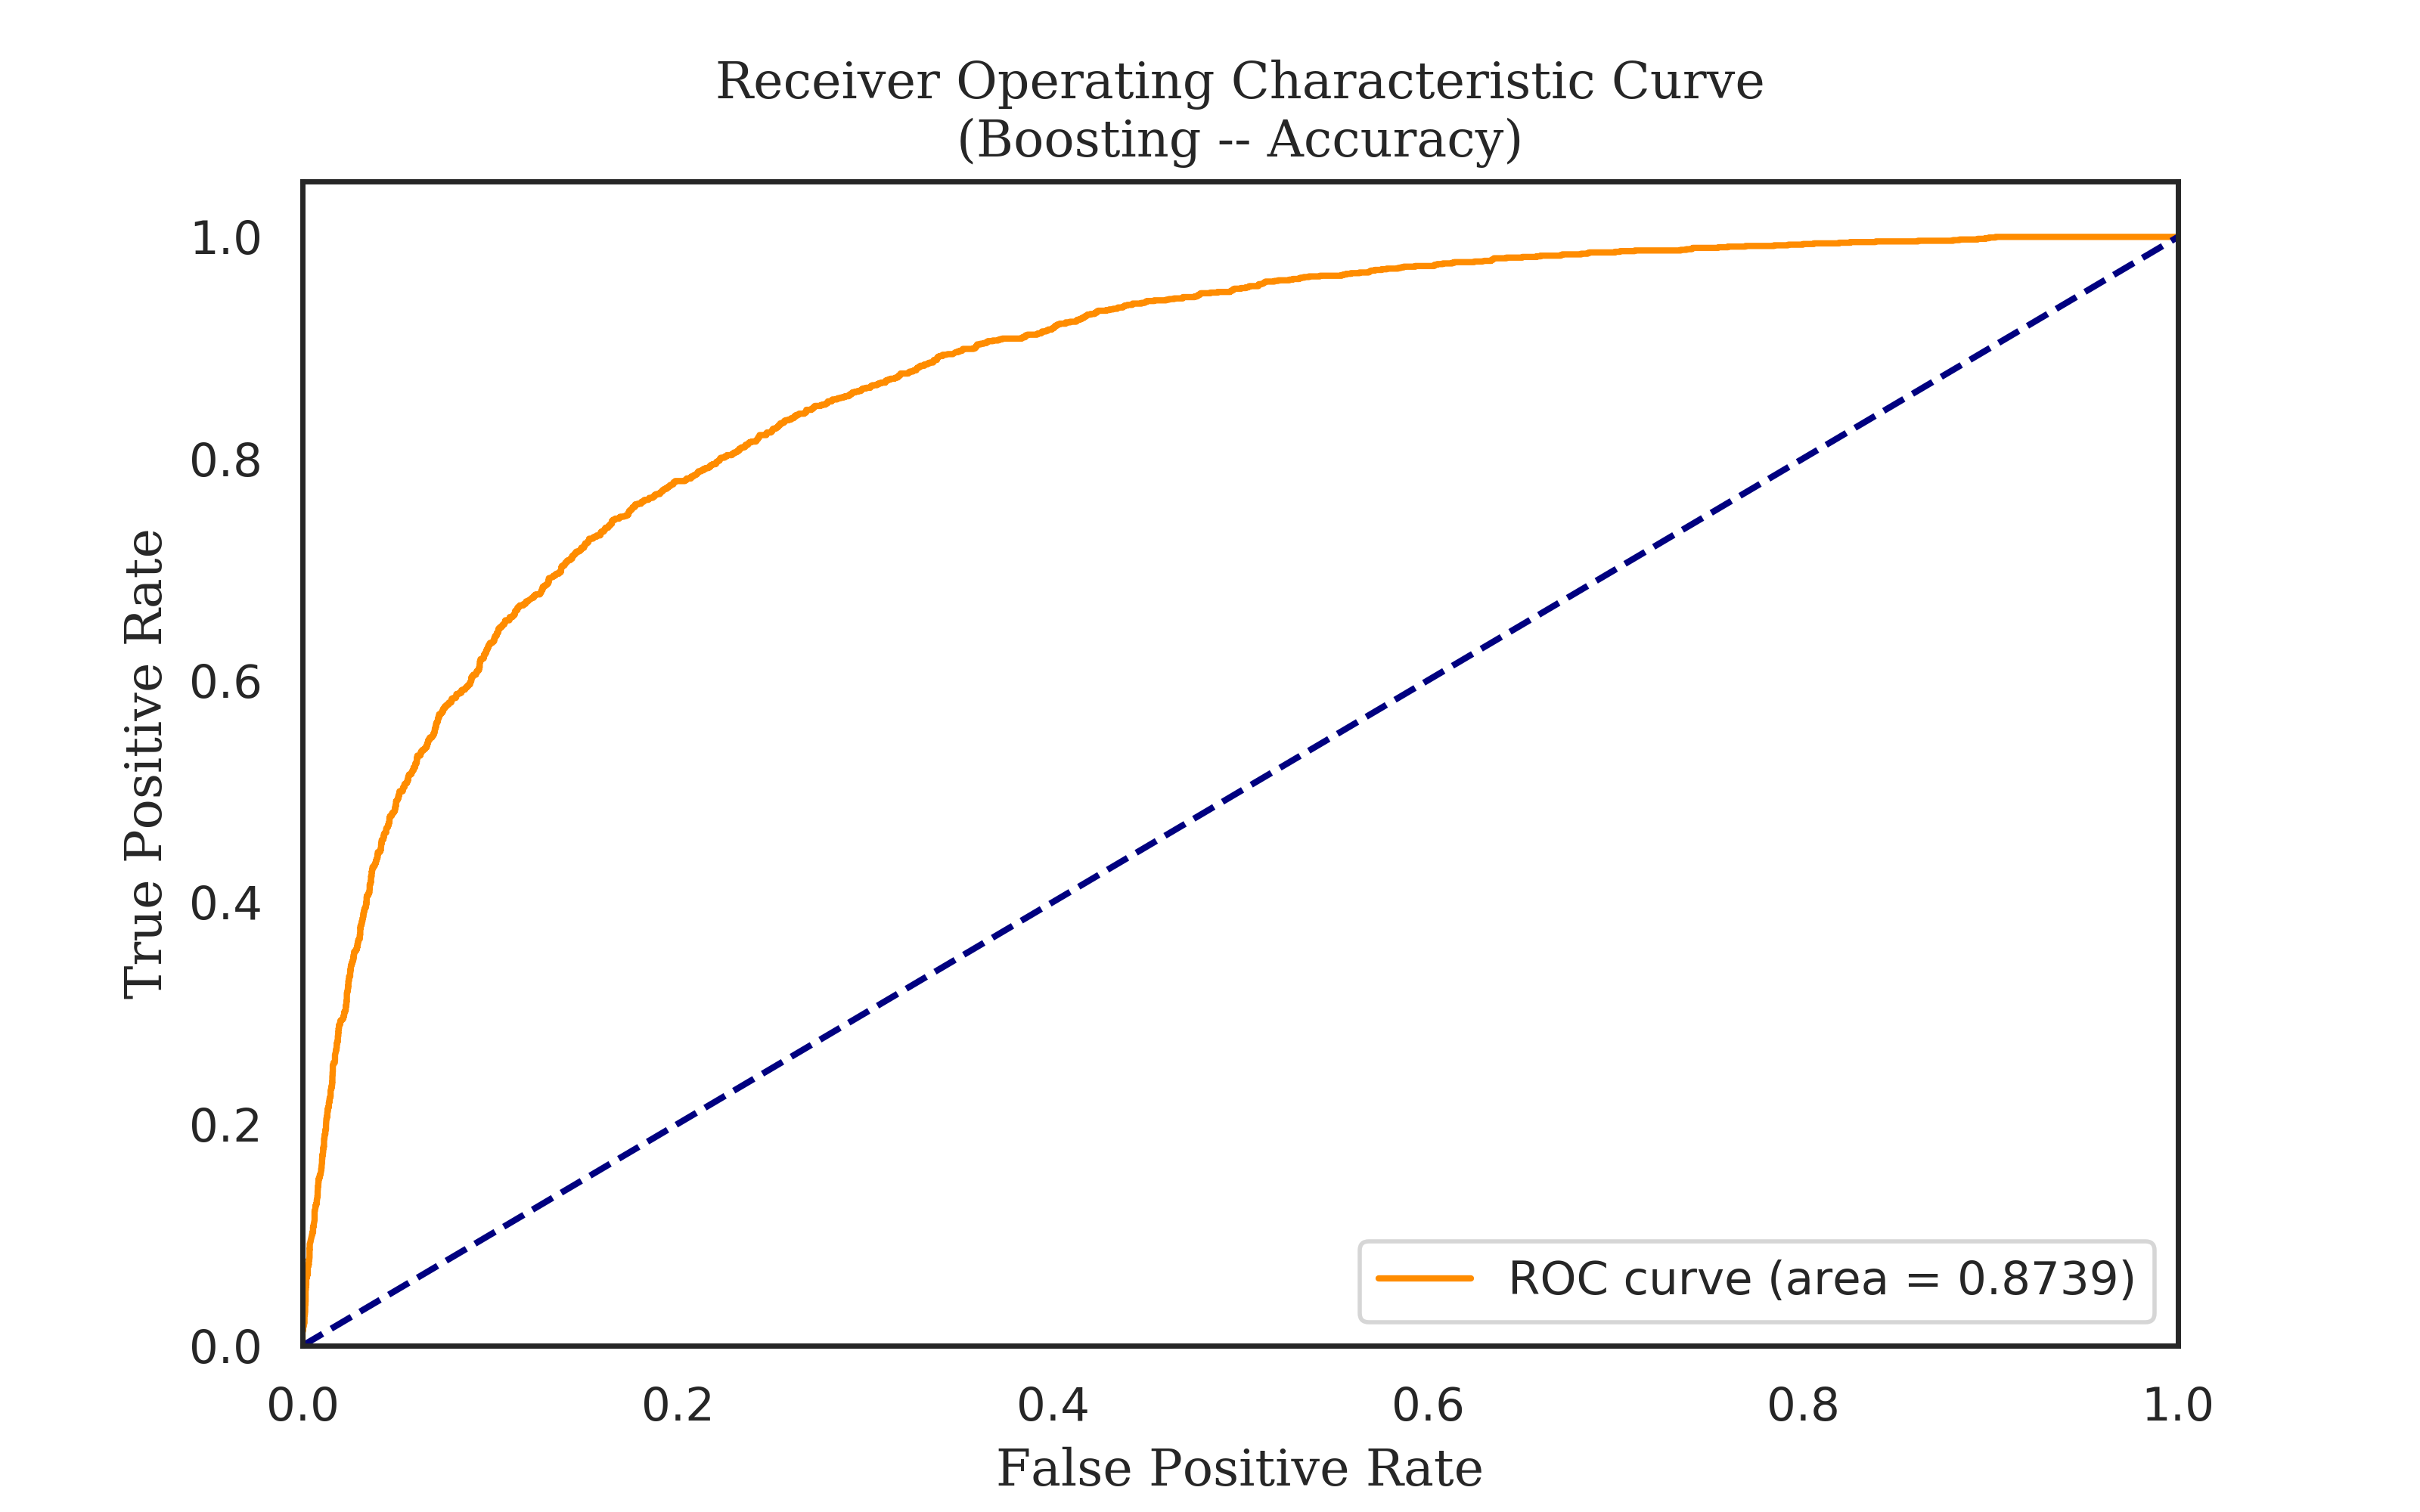 Receiver Operating Characteristic Curve
(Boosting -- Accuracy)
True Positive Rate
1.0
0.8
0.6
0.4
0.2
0.0
ROC curve (area = 0.8739)
0.0 0.2 0.4 0.6 0.8 1.0
False Positive Rate